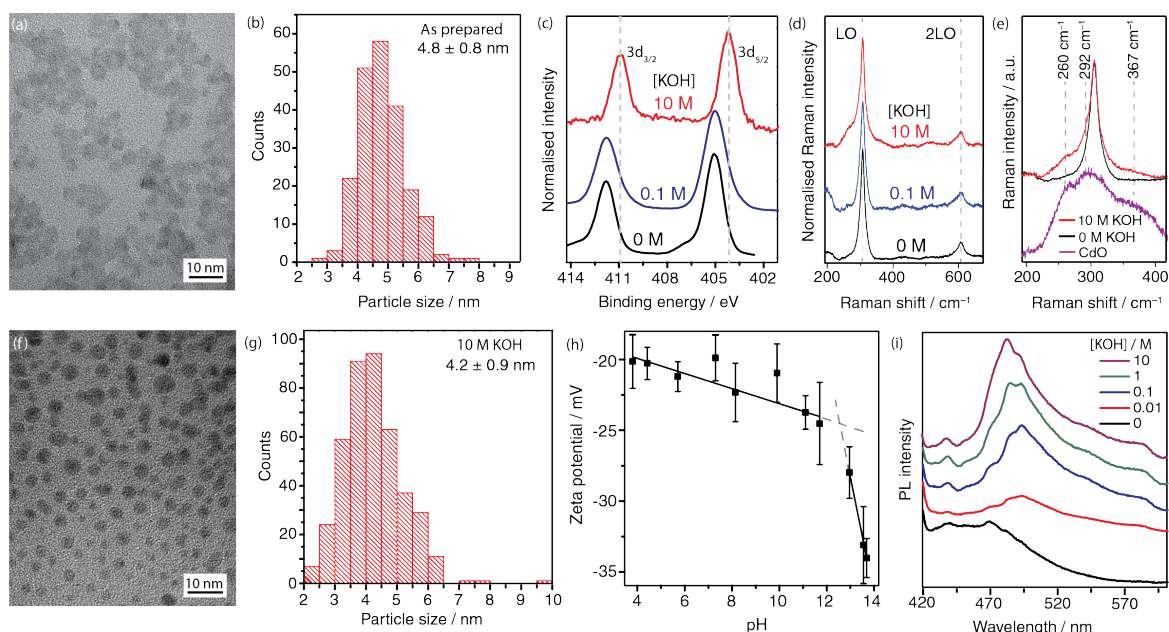 (a)
10 nm
(b)
As prepared
4.8 ± 0.8 nm
60
50
40
30
20
10
0
Counts
2 3 4 5 6 7 8 9
Particle size / nm
(c)
3d3/2
3d5/2
[KOH]
10 M
0.1 M
0 M
Normalised intensity
414 411 408 405 402
Binding energy / eV
(d)
LO
2LO
[KOH]
10 M
0.1 M
0 M
Normalised Raman intensity
200 400 600
Raman shift / cm⁻¹
(e)
260 cm⁻¹
292 cm⁻¹
367 cm⁻¹
10 M KOH
0 M KOH
CdO
Raman intensity / a.u.
200 300 400
Raman shift / cm⁻¹
(f)
10 nm
(g)
10 M KOH
4.2 ± 0.9 nm
100
80
60
40
20
0
Counts
2 3 4 5 6 7 8 9 10
Particle size / nm
(h)
-20
-25
-30
-35
Zeta potential / mV
4 6 8 10 12 14
pH
(i)
[KOH] / M
10
1
0.1
0.01
0
PL intensity
420 470 520 570
Wavelength / nm